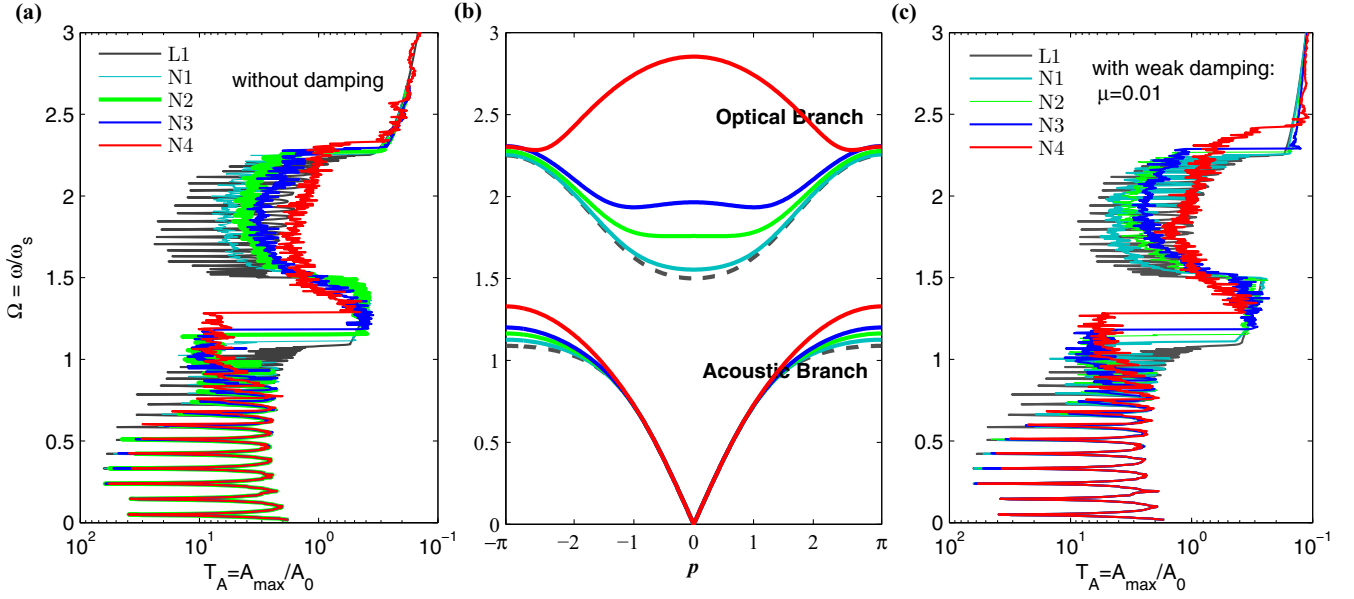 (a)
3
2.5
2
1.5
1
0.5
0
Ω = ω/ω_s
L1
N1
N2
N3
N4
without damping
10^2
10^1
10^0
10^-1
T_A=A_max/A_0
(b)
3
2.5
2
1.5
1
0.5
0
Optical Branch
Acoustic Branch
−π
−2
−1
0
1
2
π
p
(c)
3
2.5
2
1.5
1
0.5
0
L1
N1
N2
N3
N4
with weak damping:
μ=0.01
10^2
10^1
10^0
10^-1
T_A=A_max/A_0